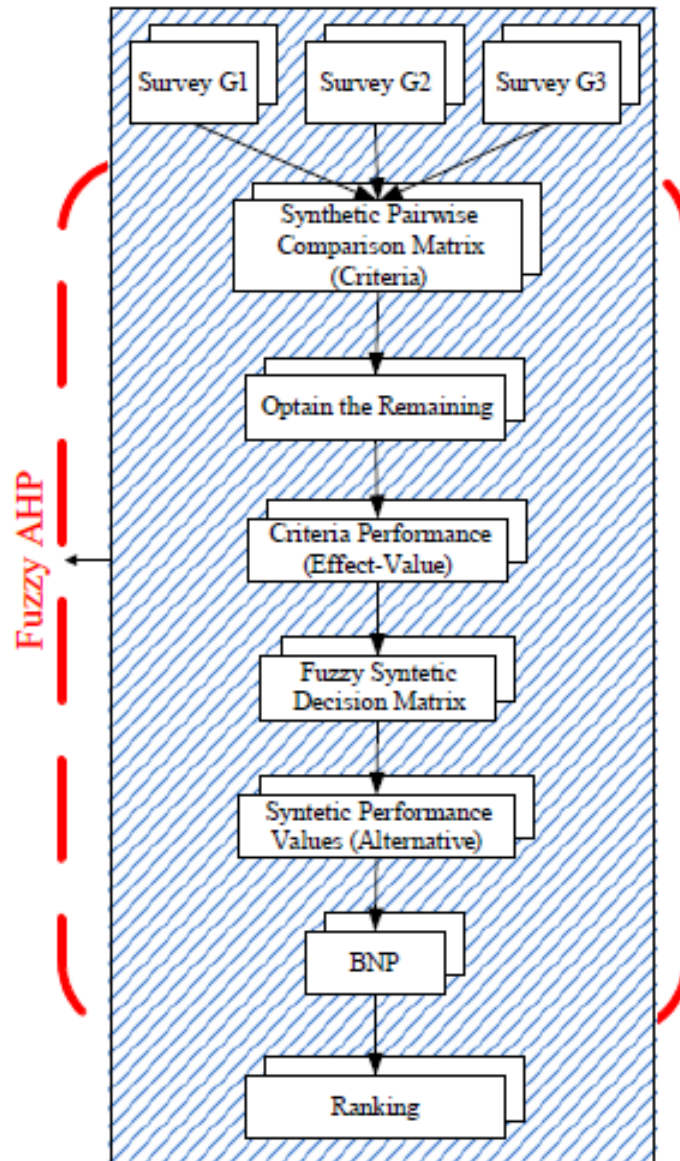 Survey G1
Survey G2
Survey G3
Synthetic Pairwise
Comparison Matrix
(Criteria)
Optain the Remaining
Criteria Performance
(Effect-Value)
Fuzzy AHP
Fuzzy Syntetic
Decision Matrix
Syntetic Performance
Values (Alternative)
BNP
Ranking